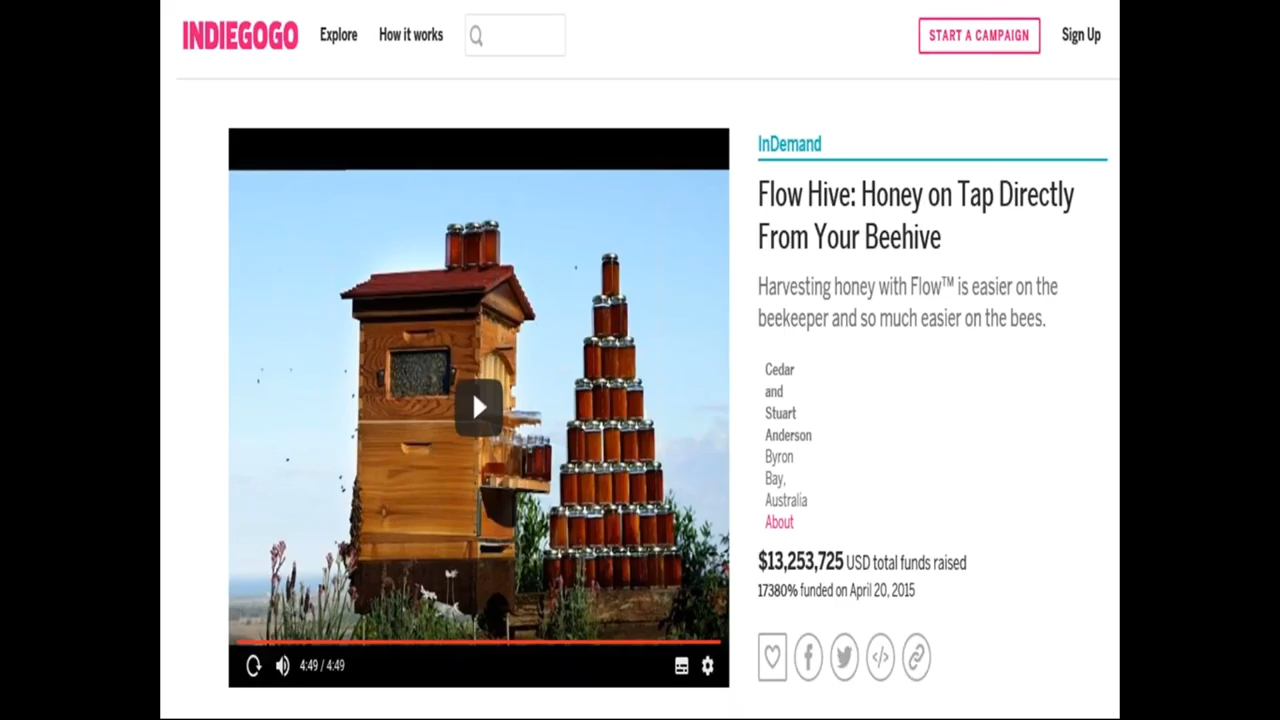 INDIEGOGO Explore How it works START A CAMPAIGN Sign Up
InDemand
Flow Hive: Honey on Tap Directly
From Your Beehive
Harvesting honey with Flow™ is easier on the
beekeeper and so much easier on the bees.
Cedar
and
Stuart
Anderson
Byron
Bay,
Australia
About
$13,253,725 USD total funds raised
17380% funded on April 20, 2015
4:49 / 4:49